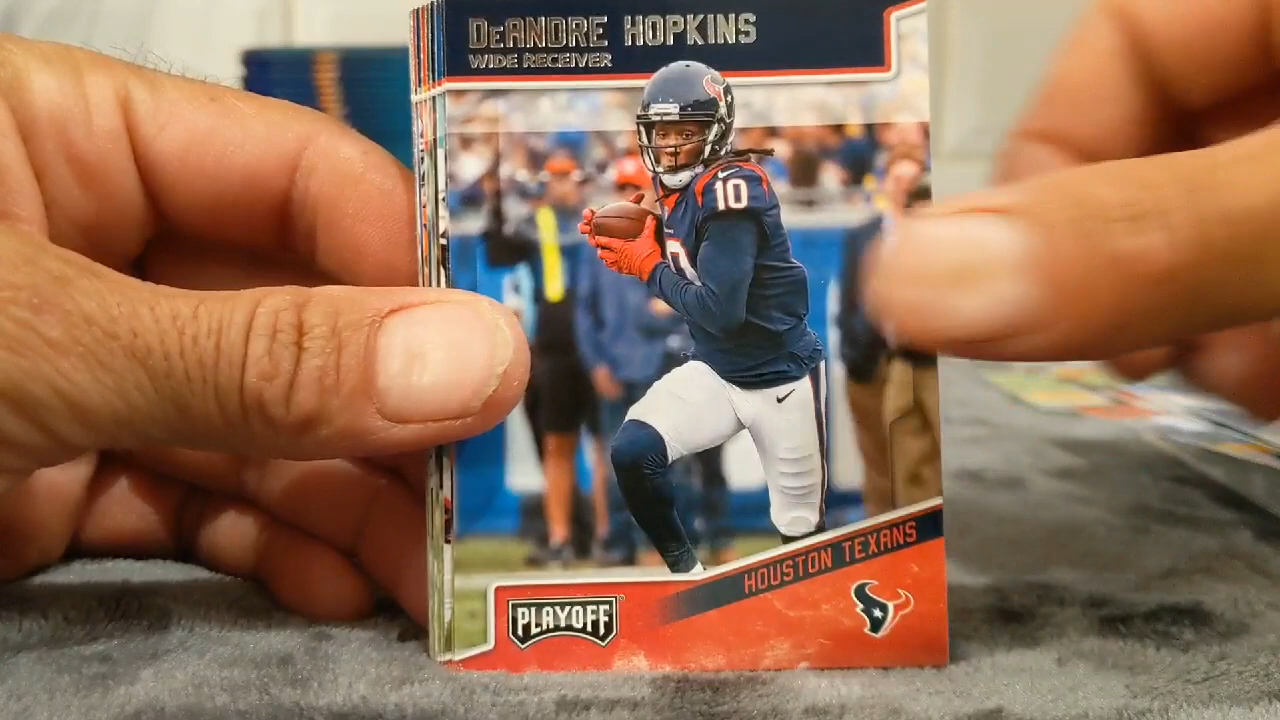 DeANDRE HOPKINS
WIDE RECEIVER
10
HOUSTON TEXANS
PLAYOFF